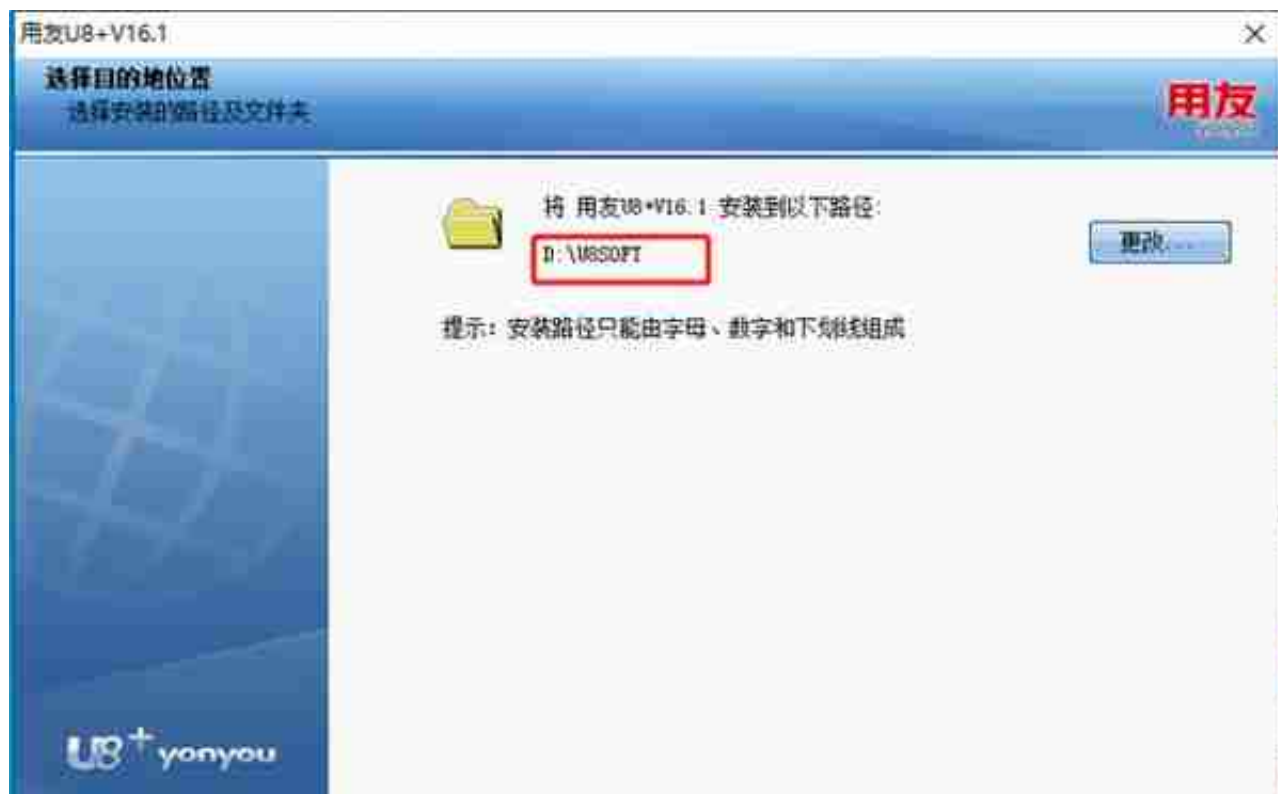 用友U8+V16.1
选择目的地位置
选择安装的路径及文件夹
用友
将 用友U8+V16.1 安装到以下路径:
D:\U8SOFT
更改...
提示: 安装路径只能由字母、数字和下划线组成
U8+ yonyou